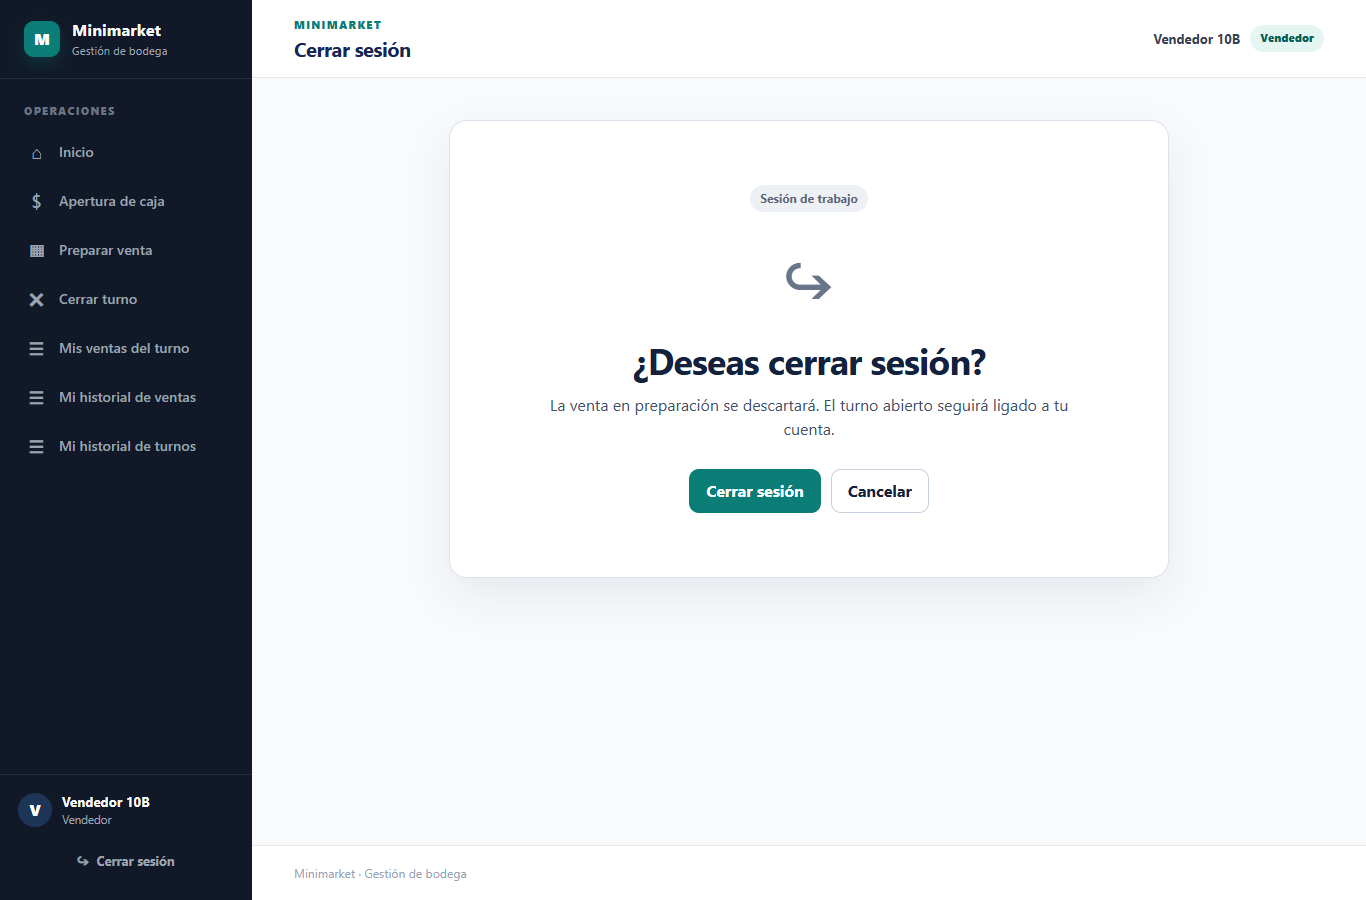 M
Minimarket
Gestión de bodega
OPERACIONES
Inicio
$ Apertura de caja
Preparar venta
Cerrar turno
Mis ventas del turno
Mi historial de ventas
Mi historial de turnos
V
Vendedor 10B
Vendedor
Cerrar sesión
MINIMARKET
Cerrar sesión
Vendedor 10B
Vendedor
Sesión de trabajo
¿Deseas cerrar sesión?
La venta en preparación se descartará. El turno abierto seguirá ligado a tu
cuenta.
Cerrar sesión
Cancelar
Minimarket · Gestión de bodega